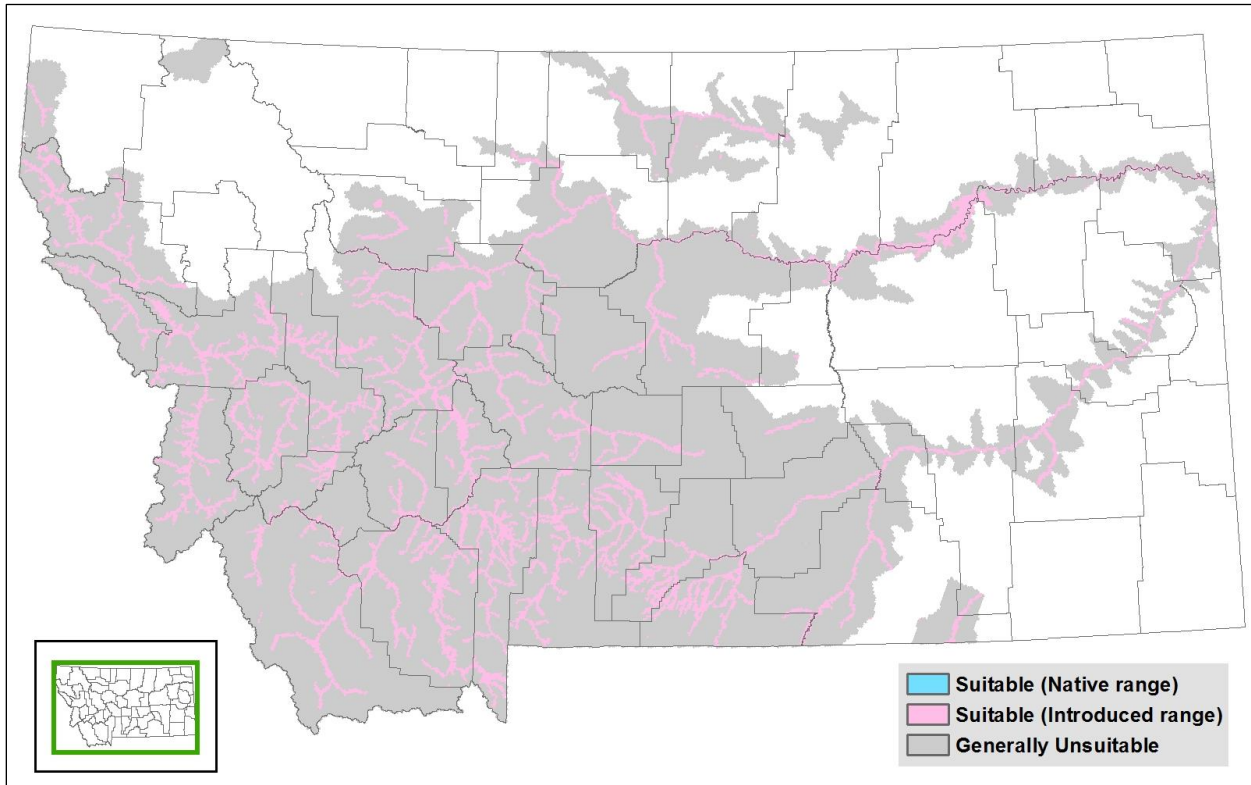 Suitable (Native range)
Suitable (Introduced range)
Generally Unsuitable